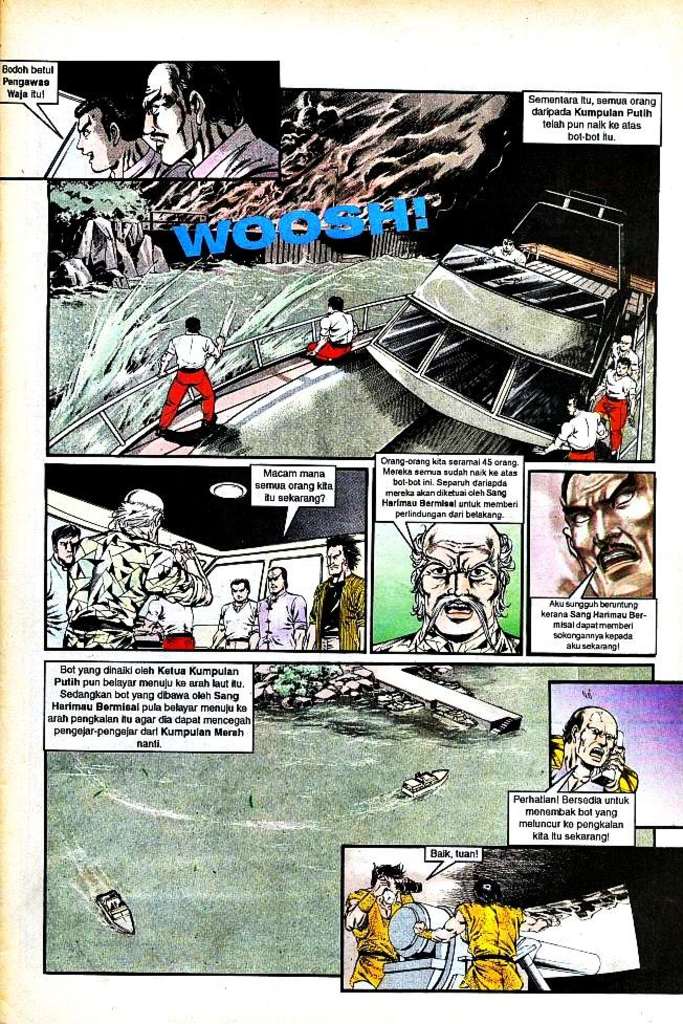 Bodoh betul
Pengawas
Waja itu!
Sementara itu, semua orang
daripada Kumpulan Putih
telah pun naik ke atas
bot-bot itu.
WOOSH!
Macam mana
semua orang kita
itu sekarang?
Orang-orang kita seramai 45 orang.
Mereka semua sudah naik ke atas
bot-bot ini. Separuh daripada
mereka akan diketuai oleh Sang
Harimau Bermisai untuk memberi
perlindungan dari belakang.
Aku sungguh beruntung
kerana Sang Harimau Ber-
misai dapat memberi
sokongannya kepada
aku sekarang!
Bot yang dinaiki oleh Ketua Kumpulan
Putih pun belayar menuju ke arah laut itu.
Sedangkan bot yang dibawa oleh Sang
Harimau Bermisai pula belayar menuju ke
arah pengkalan itu agar dia dapat mencegah
pengejar-pengejar dari Kumpulan Merah
nanti.
Perhatian! Bersedia untuk
menembak bot yang
meluncur ke pengkalan
kita itu sekarang!
Baik, tuan!